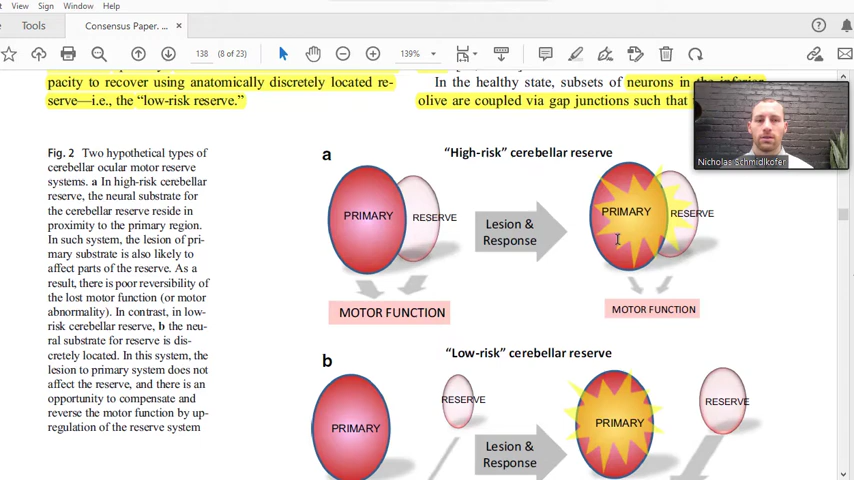 Sign Window Help
Tools
Consensus Paper. ... ×
138 (8 of 23)
139%
pacity to recover using anatomically discretely located re-
serve—i.e., the “low-risk reserve.”
In the healthy state, subsets of neurons in the inferior
olive are coupled via gap junctions such that
Nicholas Schmidlkofer
Fig. 2 Two hypothetical types of
cerebellar ocular motor reserve
systems. a In high-risk cerebellar
reserve, the neural substrate for
the cerebellar reserve reside in
proximity to the primary region.
In such system, the lesion of pri-
mary substrate is also likely to
affect parts of the reserve. As a
result, there is poor reversibility of
the lost motor function (or motor
abnormality). In contrast, in low-
risk cerebellar reserve, b the neu-
ral substrate for reserve is dis-
cretely located. In this system, the
lesion to primary system does not
affect the reserve, and there is an
opportunity to compensate and
reverse the motor function by up-
regulation of the reserve system
a
“High-risk” cerebellar reserve
PRIMARY
RESERVE
Lesion &
Response
PRIMARY
RESERVE
MOTOR FUNCTION
MOTOR FUNCTION
b
“Low-risk” cerebellar reserve
PRIMARY
RESERVE
Lesion &
Response
PRIMARY
RESERVE